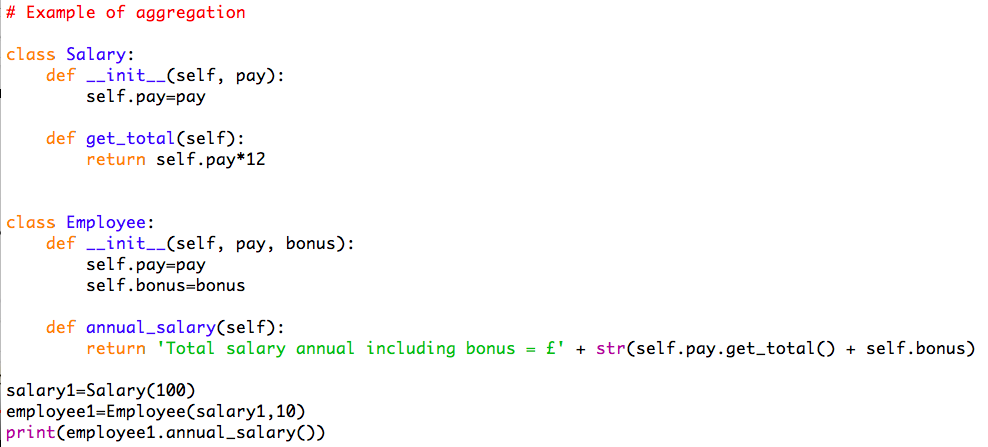 # Example of aggregation
class Salary:
    def __init__(self, pay):
        self.pay=pay
    def get_total(self):
        return self.pay*12
class Employee:
    def __init__(self, pay, bonus):
        self.pay=pay
        self.bonus=bonus
    def annual_salary(self):
        return 'Total salary annual including bonus = £' + str(self.pay.get_total() + self.bonus)
salary1=Salary(100)
employee1=Employee(salary1,10)
print(employee1.annual_salary())